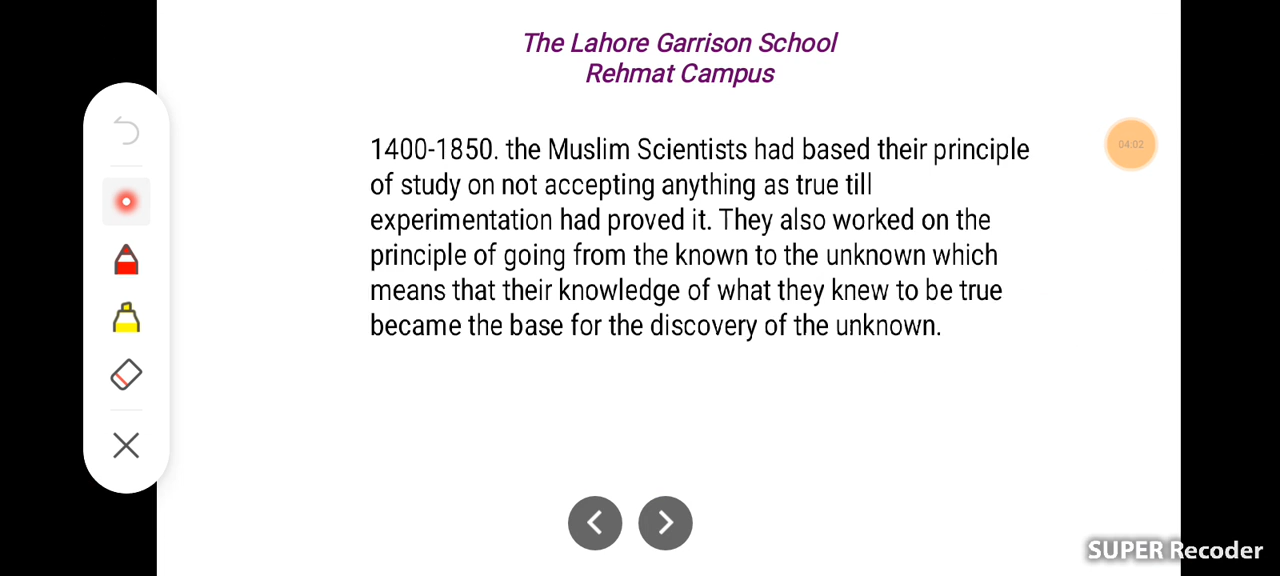 The Lahore Garrison School
Rehmat Campus
1400-1850. the Muslim Scientists had based their principle
of study on not accepting anything as true till
experimentation had proved it. They also worked on the
principle of going from the known to the unknown which
means that their knowledge of what they knew to be true
became the base for the discovery of the unknown.
04:02
SUPER Recoder